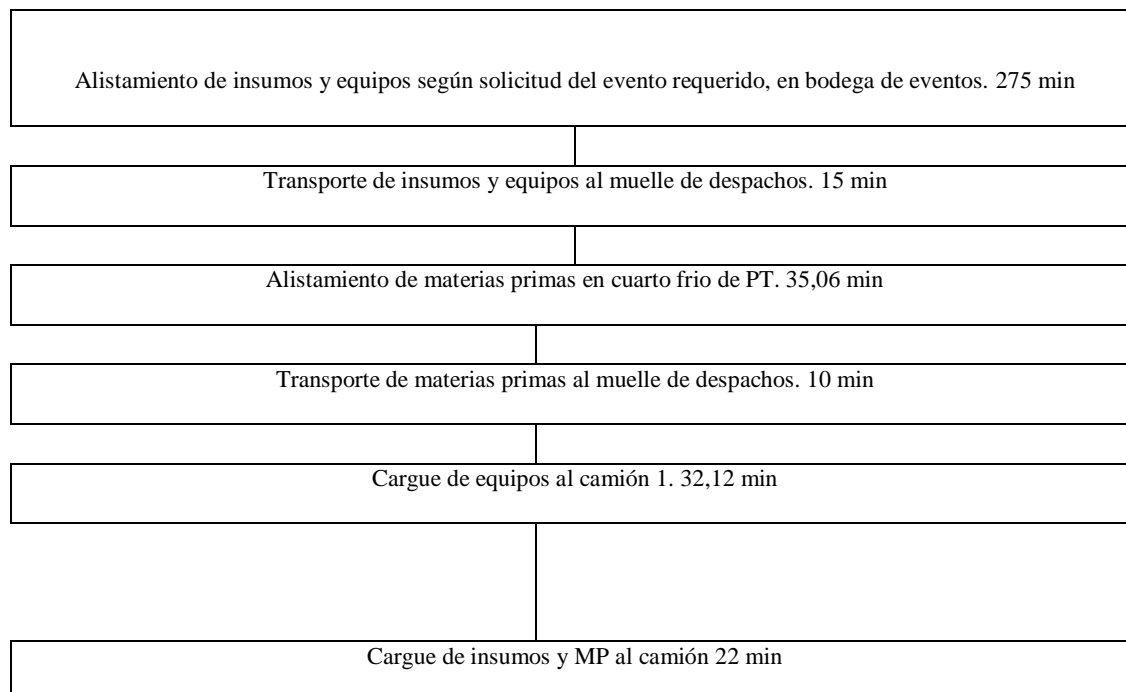 Alistamiento de insumos y equipos según solicitud del evento requerido, en bodega de eventos. 275 min
Transporte de insumos y equipos al muelle de despachos. 15 min
Alistamiento de materias primas en cuarto frio de PT. 35,06 min
Transporte de materias primas al muelle de despachos. 10 min
Cargue de equipos al camión 1. 32,12 min
Cargue de insumos y MP al camión 22 min